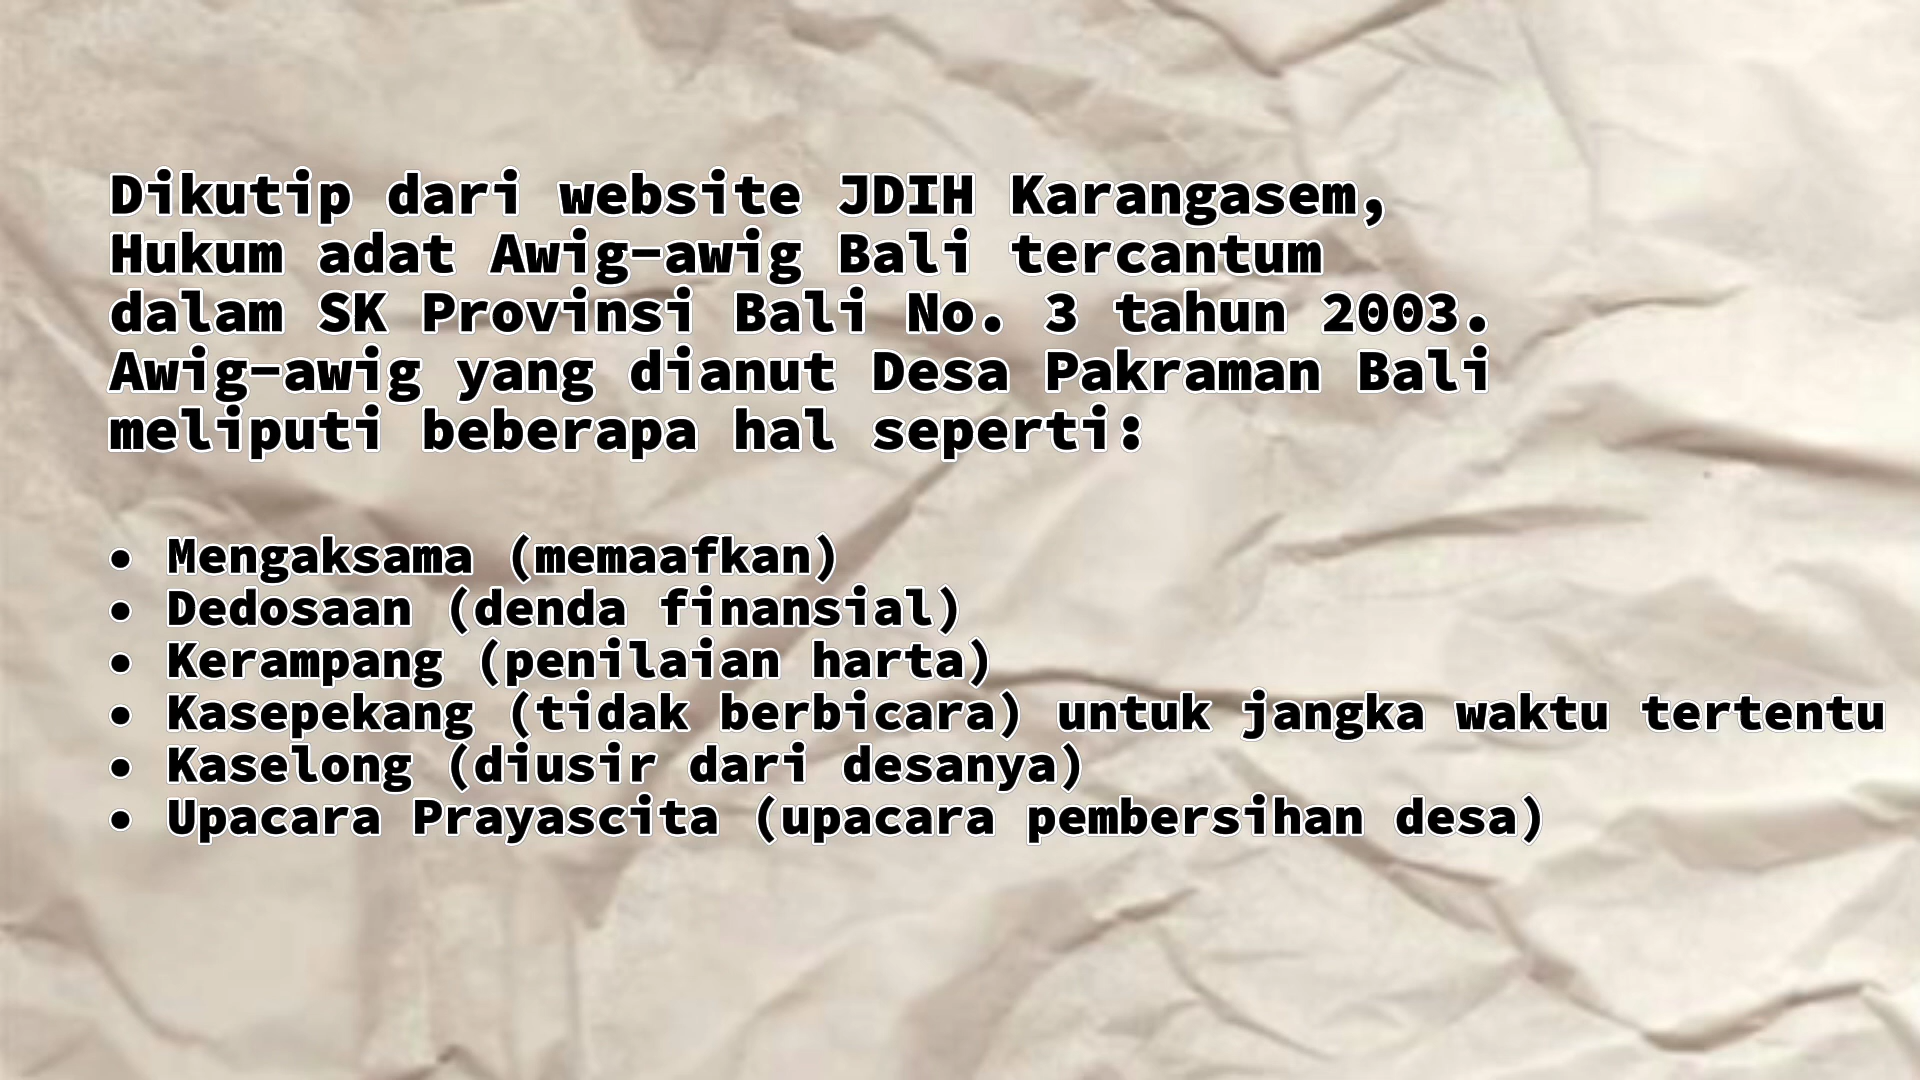 Dikutip dari website JDIH Karangasem,
Hukum adat Awig-awig Bali tercantum
dalam SK Provinsi Bali No. 3 tahun 2003.
Awig-awig yang dianut Desa Pakraman Bali
meliputi beberapa hal seperti:
• Mengaksama (memaafkan)
• Dedosaan (denda finansial)
• Kerampang (penilaian harta)
• Kasepekang (tidak berbicara) untuk jangka waktu tertentu
• Kaselong (diusir dari desanya)
• Upacara Prayascita (upacara pembersihan desa)